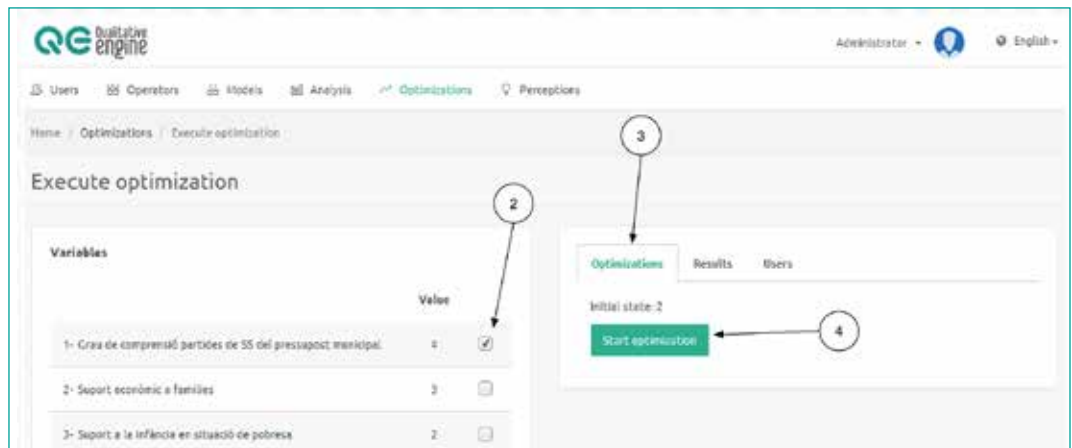 QE Qualitative engine
Administrator
English
Users Operators Models Analysis Optimizations Perceptions
Home / Optimizations / Execute optimization
3
Execute optimization
2
Variables
Optimizations Results Users
Value
Initial state: 2
1- Grau de comprensió partides de SS del pressupost municipal. 4
Start optimization
4
2- Suport econòmic a famílies 3
3- Suport a la infància en situació de pobresa 2